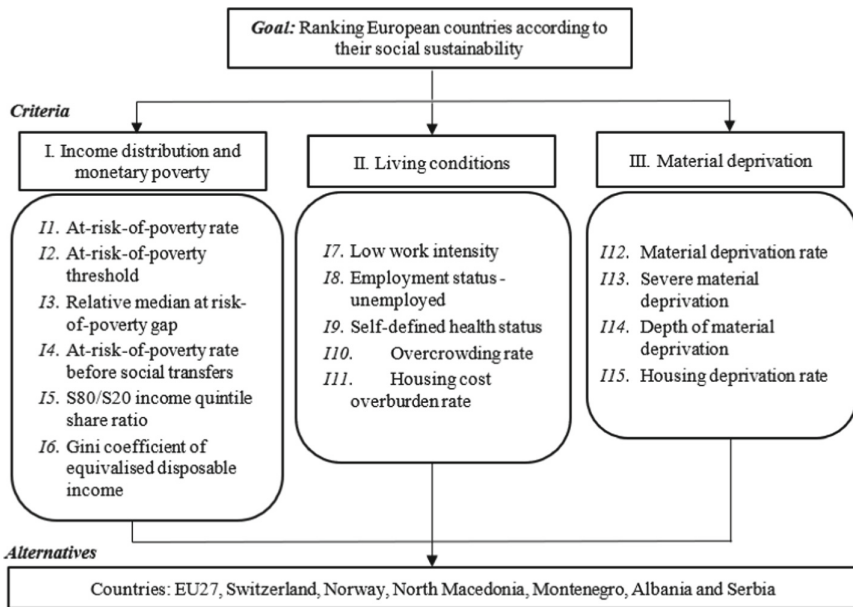 Goal: Ranking European countries according to
their social sustainability
Criteria
I. Income distribution and
monetary poverty
II. Living conditions
III. Material deprivation
I1. At-risk-of-poverty rate
I2. At-risk-of-poverty
threshold
I3. Relative median at risk-
of-poverty gap
I4. At-risk-of-poverty rate
before social transfers
I5. S80/S20 income quintile
share ratio
I6. Gini coefficient of
equivalised disposable
income
I7. Low work intensity
I8. Employment status -
unemployed
I9. Self-defined health status
I10. Overcrowding rate
I11. Housing cost
overburden rate
I12. Material deprivation rate
I13. Severe material
deprivation
I14. Depth of material
deprivation
I15. Housing deprivation rate
Alternatives
Countries: EU27, Switzerland, Norway, North Macedonia, Montenegro, Albania and Serbia